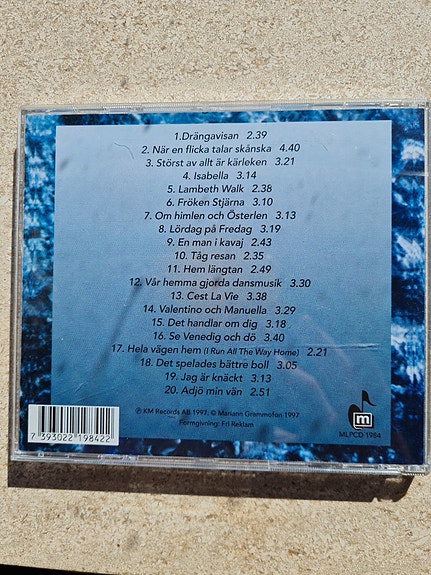 1.Drängavisan 2.39
2. När en flicka talar skånska 4.40
3. Störst av allt är kärleken 3.21
4. Isabella 3.14
5. Lambeth Walk 2.38
6. Fröken Stjärna 3.10
7. Om himlen och Österlen 3.13
8. Lördag på Fredag 3.19
9. En man i kavaj 2.43
10. Tåg resan 2.35
11. Hem längtan 2.49
12. Vår hemma gjorda dansmusik 3.30
13. Cest La Vie 3.38
14. Valentino och Manuella 3.29
15. Det handlar om dig 3.18
16. Se Venedig och dö 3.40
17. Hela vägen hem (I Run All The Way Home) 2.21
18. Det spelades bättre boll 3.05
19. Jag är knäckt 3.13
20. Adjö min vän 2.51
℗ KM Records AB 1997, © Mariann Grammofon 1997
Formgivning: Fri Reklam
m
MLPCD 1984
7 393022 198422